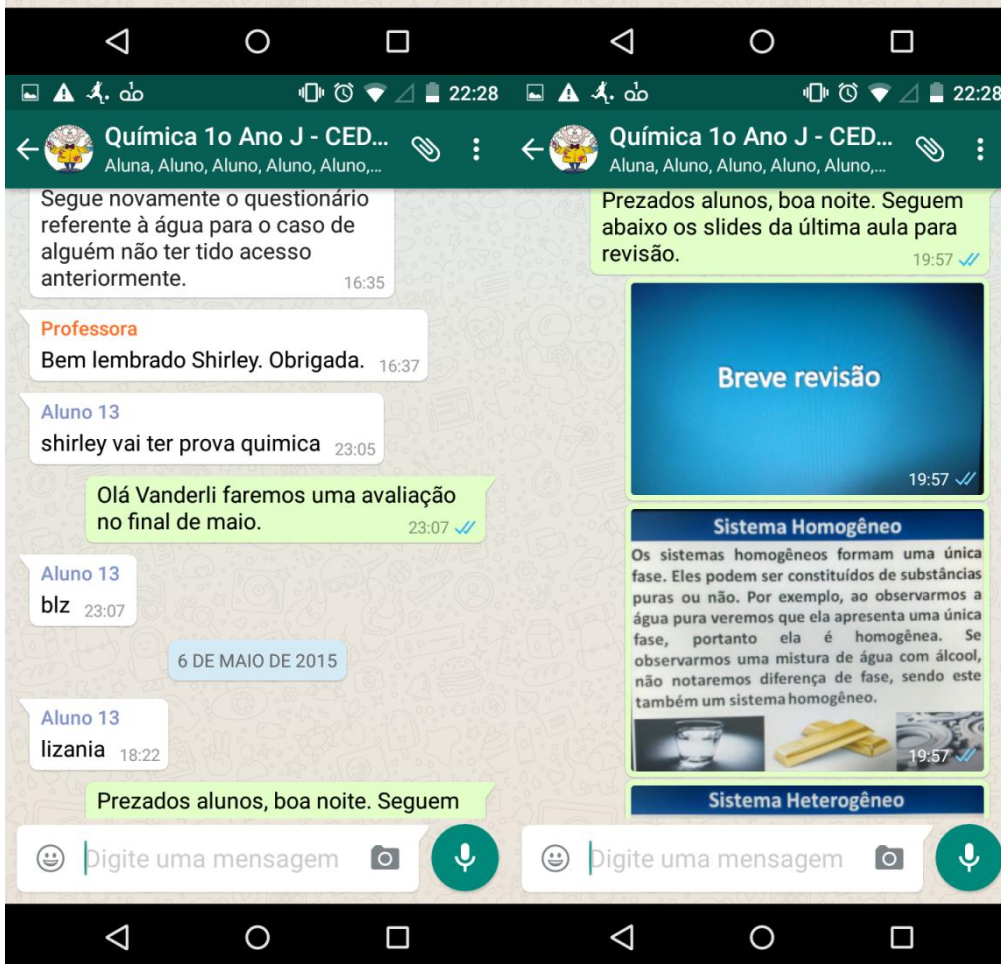 22:28
Química 1o Ano J - CED...
Aluna, Aluno, Aluno, Aluno, Aluno,...
Segue novamente o questionário
referente à água para o caso de
alguém não ter tido acesso
anteriormente.
16:35
Professora
Bem lembrado Shirley. Obrigada.
16:37
Aluno 13
shirley vai ter prova quimica
23:05
Olá Vanderli faremos uma avaliação
no final de maio.
23:07
Aluno 13
blz
23:07
6 DE MAIO DE 2015
Aluno 13
lizania
18:22
Prezados alunos, boa noite. Seguem
Digite uma mensagem
22:28
Química 1o Ano J - CED...
Aluna, Aluno, Aluno, Aluno, Aluno,...
Prezados alunos, boa noite. Seguem
abaixo os slides da última aula para
revisão.
19:57
Breve revisão
19:57
Sistema Homogêneo
Os sistemas homogêneos formam uma única
fase. Eles podem ser constituídos de substâncias
puras ou não. Por exemplo, ao observarmos a
água pura veremos que ela apresenta uma única
fase, portanto ela é homogênea. Se
observarmos uma mistura de água com álcool,
não notaremos diferença de fase, sendo este
também um sistema homogêneo.
19:57
Sistema Heterogêneo
Digite uma mensagem